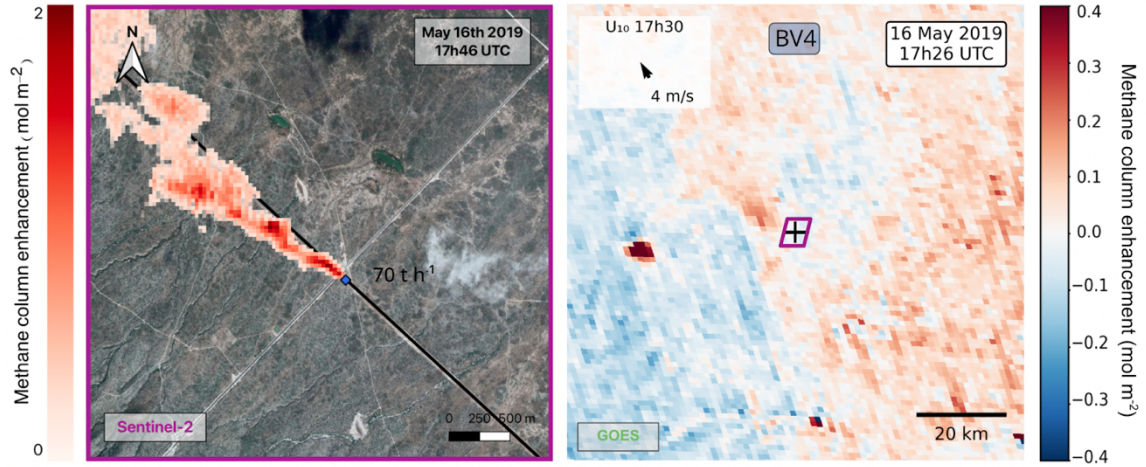 2
Methane column enhancement (mol m⁻²)
0
N
May 16th 2019
17h46 UTC
70 t h⁻¹
0 250 500 m
Sentinel-2
U₁₀ 17h30
4 m/s
BV4
16 May 2019
17h26 UTC
GOES
20 km
0.4
0.3
0.2
0.1
0.0
−0.1
−0.2
−0.3
−0.4
Methane column enhancement (mol m⁻²)